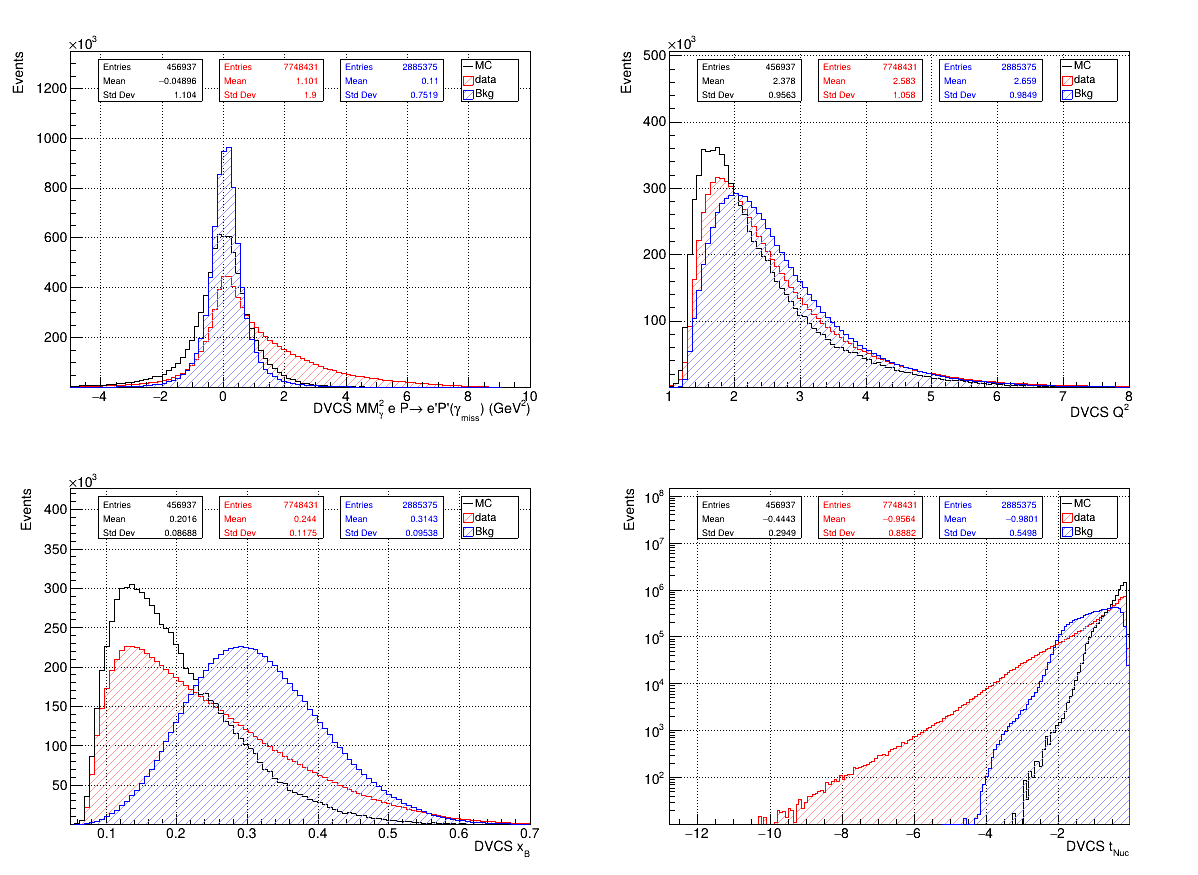 ×10³
Events
Entries 456937
Mean −0.04896
Std Dev 1.104
Entries 7748431
Mean 1.101
Std Dev 1.9
Entries 2885375
Mean 0.11
Std Dev 0.7519
MC
data
Bkg
1200
1000
800
600
400
200
−4 −2 0 2 4 6 8 10
DVCS MM²γ e P→ e'P'(γmiss) (GeV²)
×10³
Events
Entries 456937
Mean 2.378
Std Dev 0.9563
Entries 7748431
Mean 2.583
Std Dev 1.058
Entries 2885375
Mean 2.659
Std Dev 0.9849
MC
data
Bkg
500
400
300
200
100
1 2 3 4 5 6 7 8
DVCS Q²
×10³
Events
Entries 456937
Mean 0.2016
Std Dev 0.08688
Entries 7748431
Mean 0.244
Std Dev 0.1175
Entries 2885375
Mean 0.3143
Std Dev 0.09538
MC
data
Bkg
400
350
300
250
200
150
100
50
0.1 0.2 0.3 0.4 0.5 0.6 0.7
DVCS xB
Events
Entries 456937
Mean −0.4443
Std Dev 0.2949
Entries 7748431
Mean −0.9564
Std Dev 0.8882
Entries 2885375
Mean −0.9801
Std Dev 0.5498
MC
data
Bkg
10⁸
10⁷
10⁶
10⁵
10⁴
10³
10²
−12 −10 −8 −6 −4 −2
DVCS tNuc